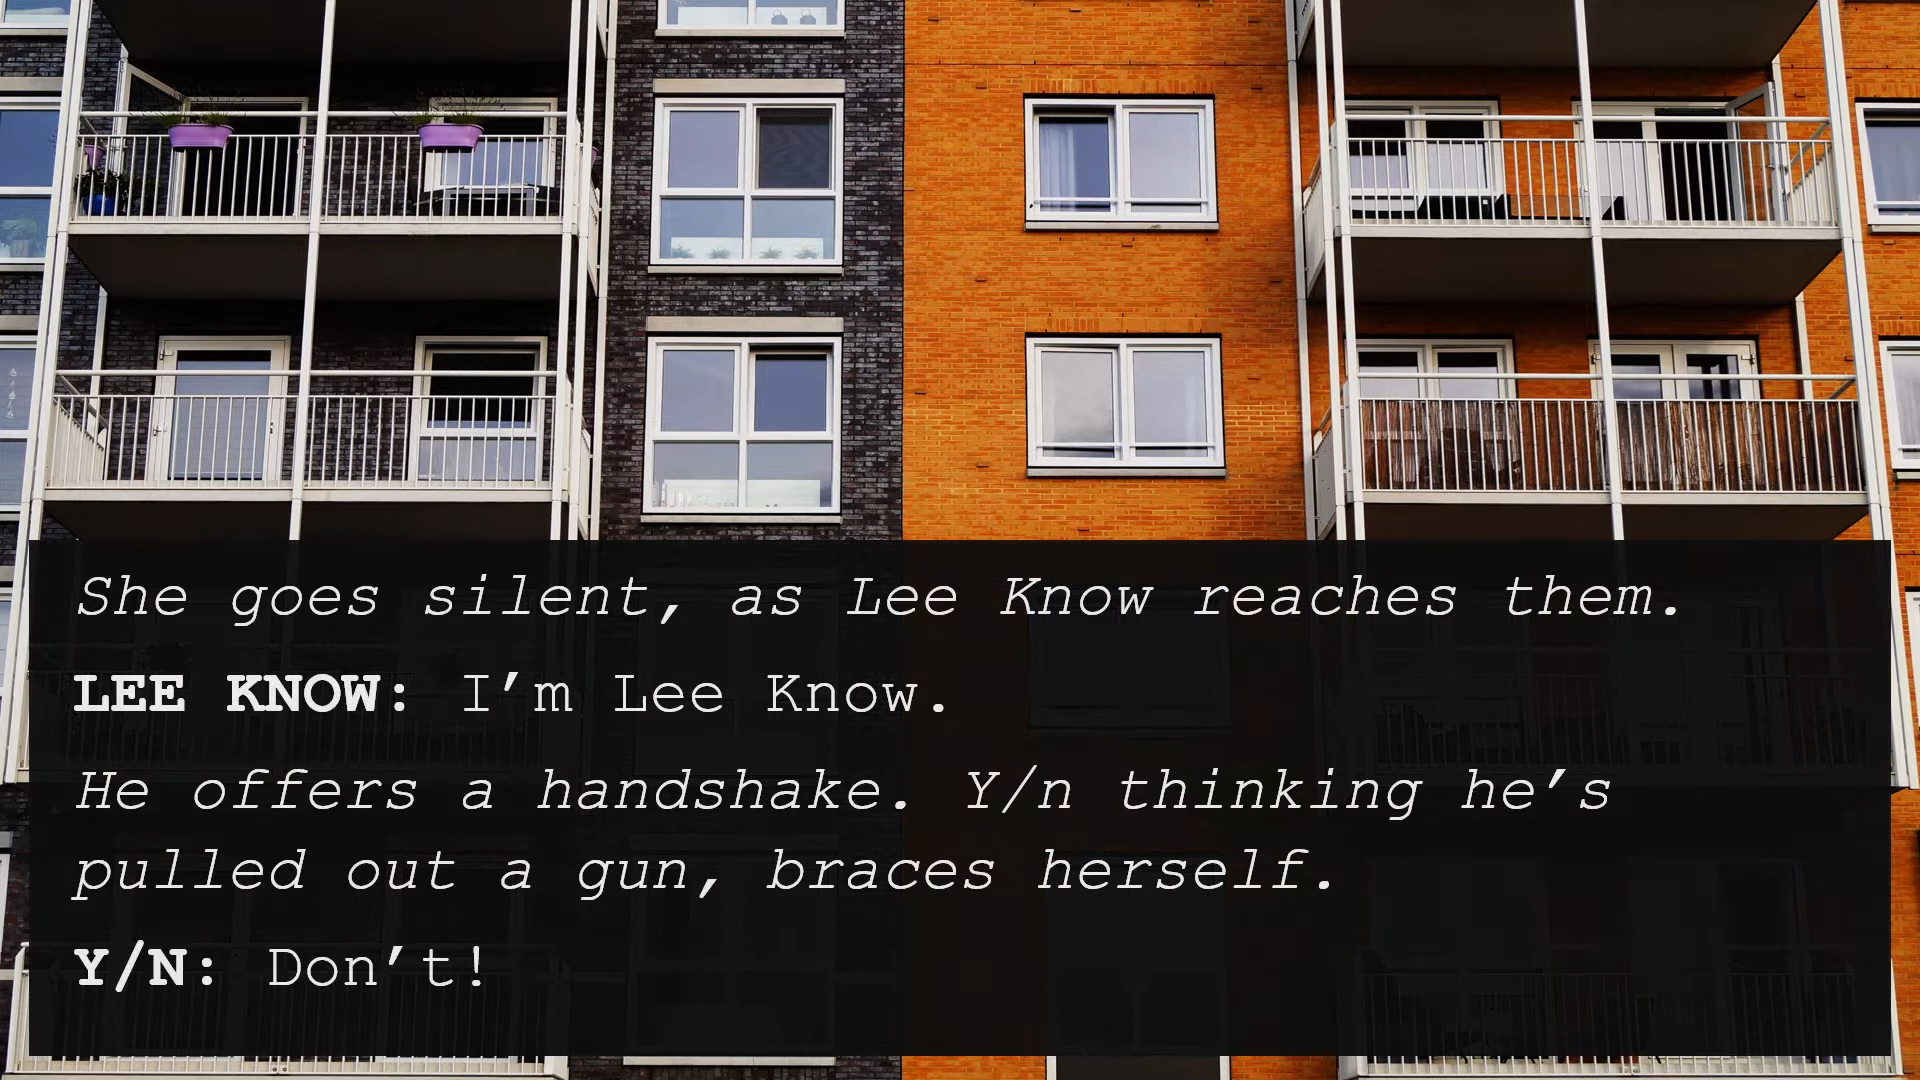 She goes silent, as Lee Know reaches them.
LEE KNOW: I’m Lee Know.
He offers a handshake. Y/n thinking he’s
pulled out a gun, braces herself.
Y/N: Don’t!